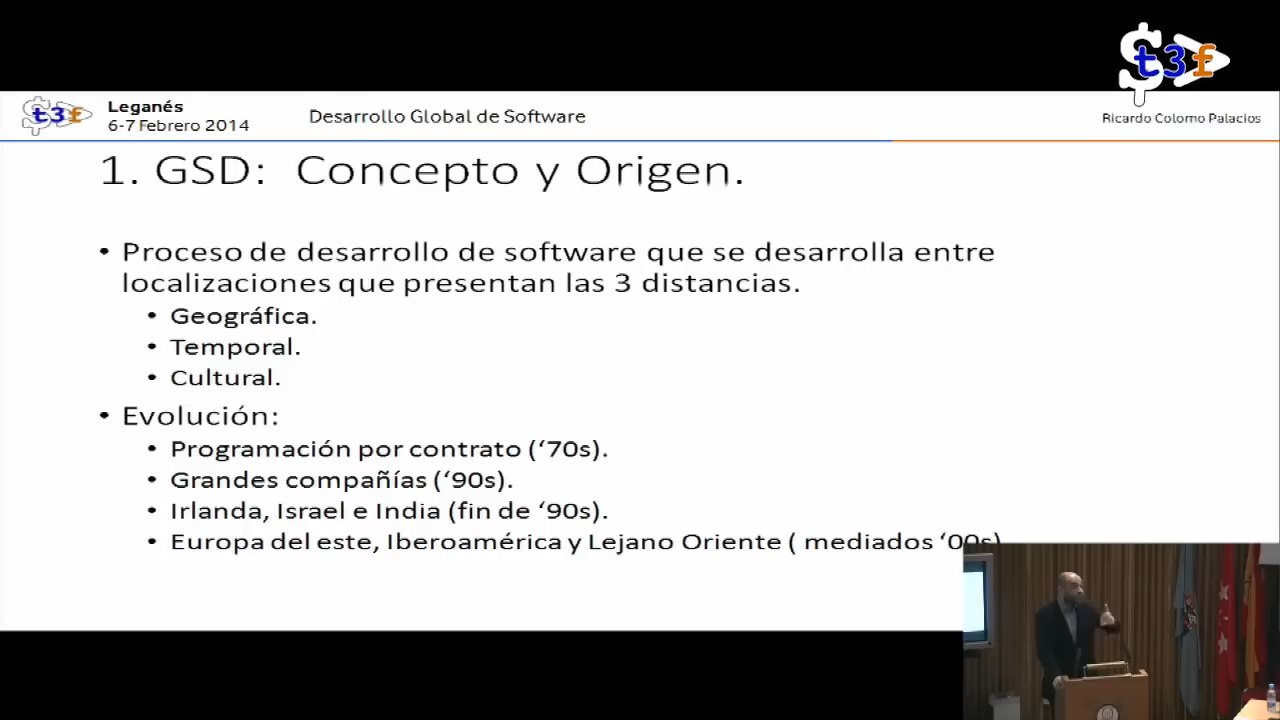 t3f
t3f
Leganés
6-7 Febrero 2014
Desarrollo Global de Software
Ricardo Colomo Palacios
1. GSD: Concepto y Origen.
• Proceso de desarrollo de software que se desarrolla entre
localizaciones que presentan las 3 distancias.
• Geográfica.
• Temporal.
• Cultural.
• Evolución:
• Programación por contrato (‘70s).
• Grandes compañías (‘90s).
• Irlanda, Israel e India (fin de ‘90s).
• Europa del este, Iberoamérica y Lejano Oriente ( mediados ‘00s)